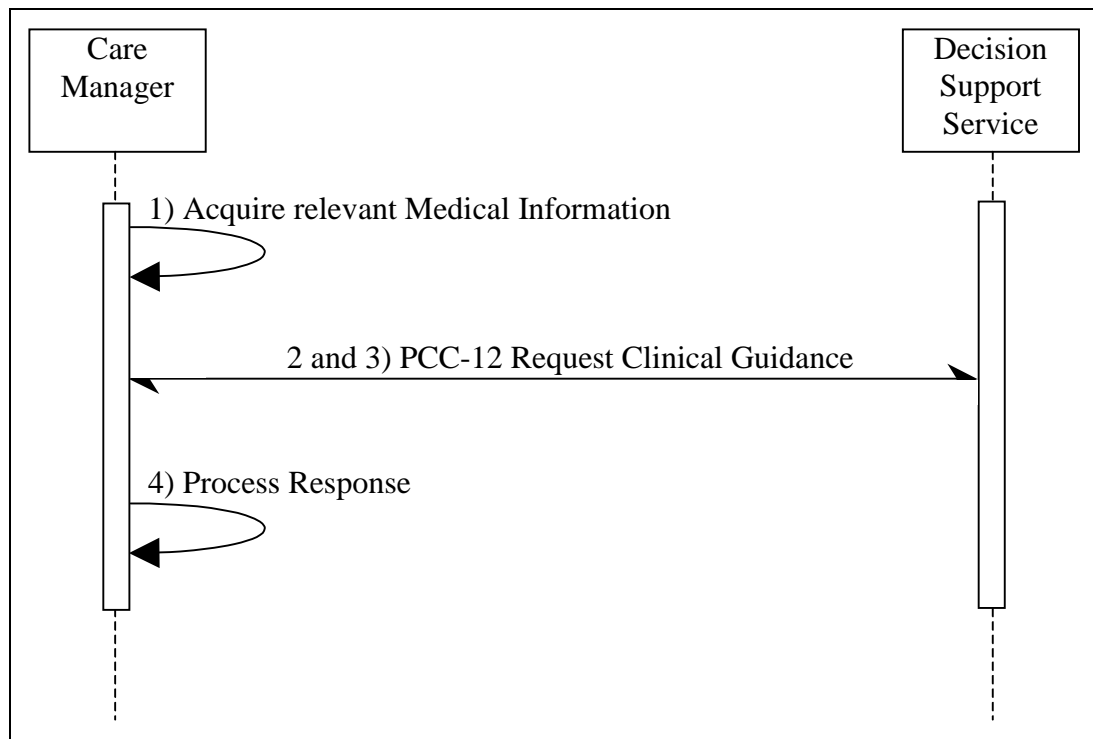 Care
Manager
Decision
Support
Service
1) Acquire relevant Medical Information
2 and 3) PCC-12 Request Clinical Guidance
4) Process Response